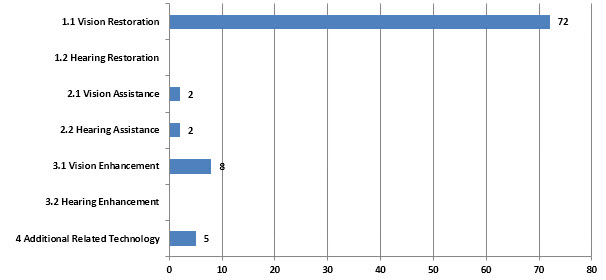 1.1 Vision Restoration
72
1.2 Hearing Restoration
2.1 Vision Assistance
2
2.2 Hearing Assistance
2
3.1 Vision Enhancement
8
3.2 Hearing Enhancement
4 Additional Related Technology
5
0 10 20 30 40 50 60 70 80